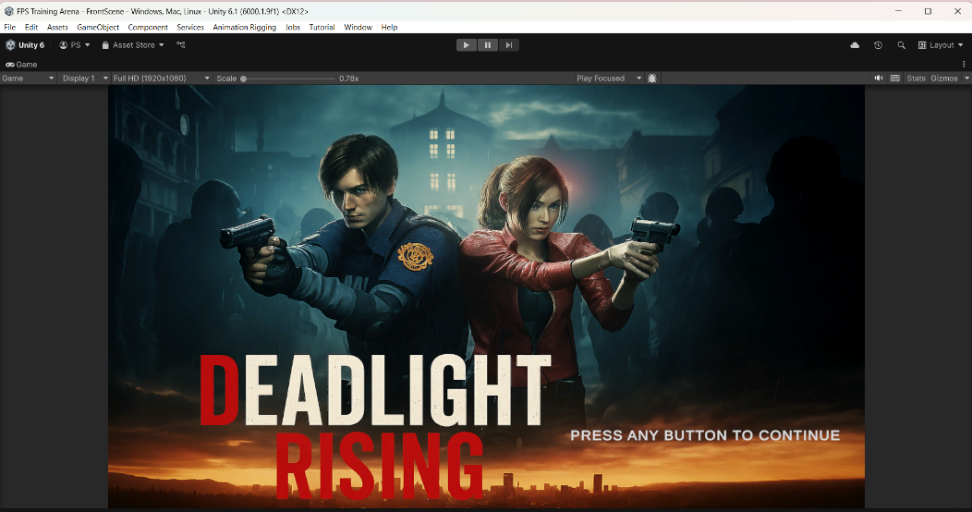 FPS Training Arena - FrontScene - Windows, Mac, Linux - Unity 6.1 (6000.1.9f1) <DX12>
File Edit Assets GameObject Component Services Animation Rigging Jobs Tutorial Window Help
Unity 6 PS Asset Store Layout
Game
Game Display 1 Full HD (1920x1080) Scale 0.78x Play Focused Stats Gizmos
DEADLIGHT
RISING
PRESS ANY BUTTON TO CONTINUE